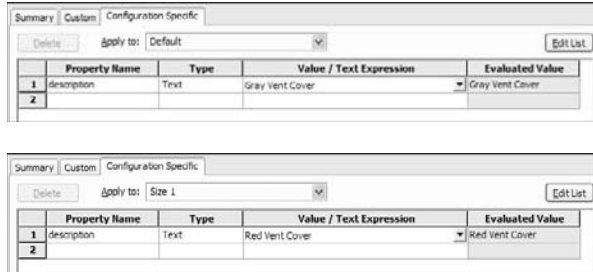 Summary Custom Configuration Specific
Delete Apply to: Default Edit List
Property Name Type Value / Text Expression Evaluated Value
1 description Text Gray Vent Cover Gray Vent Cover
2
Summary Custom Configuration Specific
Delete Apply to: Size 1 Edit List
Property Name Type Value / Text Expression Evaluated Value
1 description Text Red Vent Cover Red Vent Cover
2